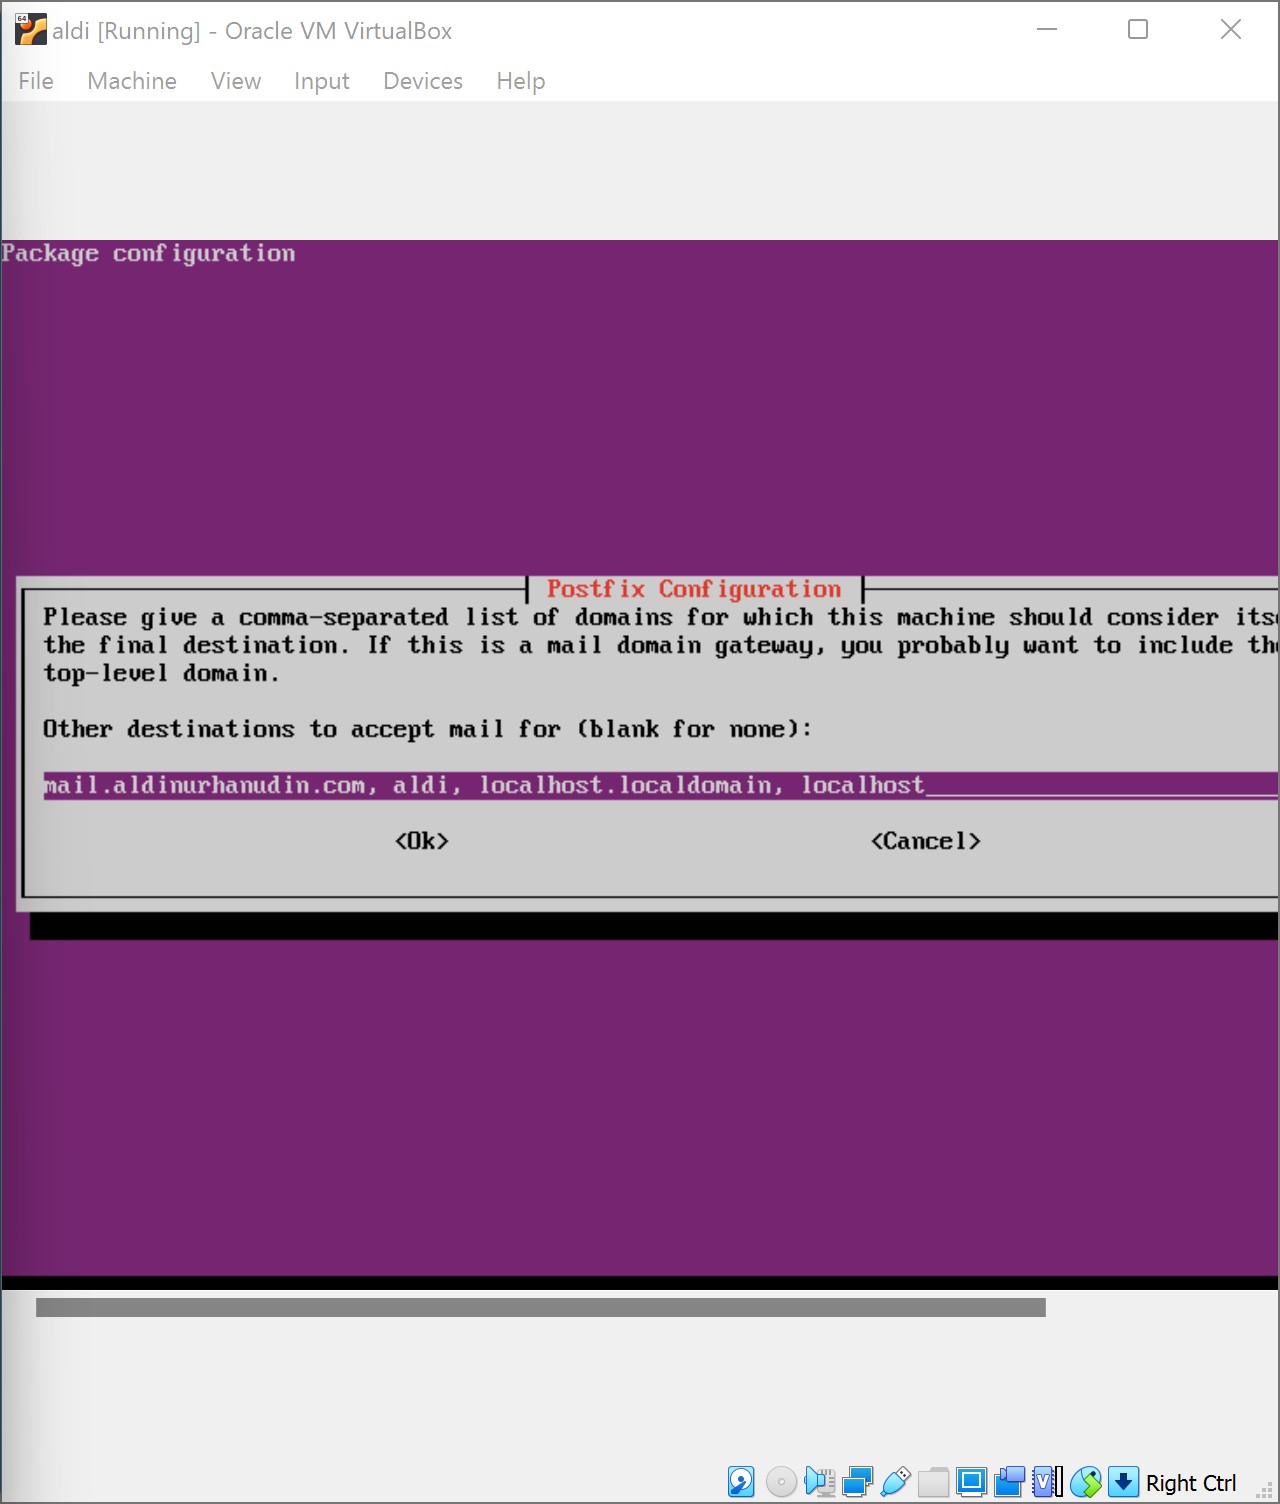 aldi [Running] - Oracle VM VirtualBox
File Machine View Input Devices Help
Package configuration
Postfix Configuration
Please give a comma-separated list of domains for which this machine should consider its
the final destination. If this is a mail domain gateway, you probably want to include th
top-level domain.
Other destinations to accept mail for (blank for none):
mail.aldinurhanudin.com, aldi, localhost.localdomain, localhost
<Ok> <Cancel>
Right Ctrl